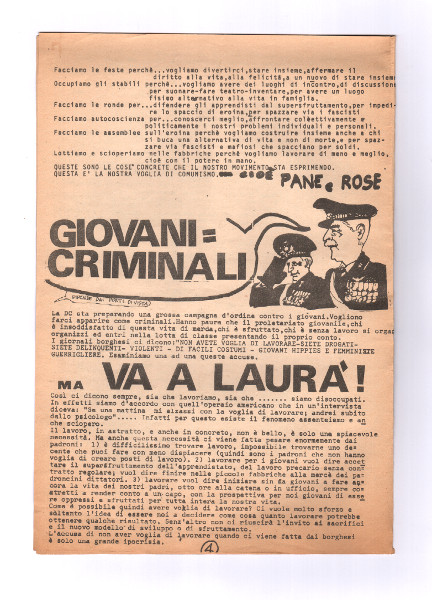 Facciamo le feste perchè...vogliamo divertirci,stare insieme,affermare il
diritto alla vita,alla felicità,a un nuovo di stare insieme
Occupiamo gli stabili perchè...vogliamo avere dei luoghi di incontro,di discussione
per suonare-fare teatro-inventare,per avere un luogo
fisico alternativo alla vita in famiglia.
Facciamo le ronde per...difendere gli apprendisti dal supersfruttamento,per impedi-
re lo spaccio di eroina,per spazzare via i fascisti
Facciamo autocoscienza per...conoscerci meglio,affrontare collettivamente e
politicamente i nostri problemi individuali e personali.
Facciamo le assemblee sull'eroina perchè vogliamo costruire insieme anche a chi
si buca una alternativa di vita e non di morte,e per spaz-
zare via fascisti e mafiosi che spacciano per soldi.
Lottiamo e scioperiamo nelle fabbriche perchè vogliamo lavorare di mano e meglio,
cioè con il potere in mano.
QUESTE SONO LE COSE CONCRETE CHE IL NOSTRO MOVIMENTO STA ESPRIMENDO.
QUESTA E' LA NOSTRA VOGLIA DI COMUNISMO. CIOÈ PANE e ROSE
GIOVANI =
CRIMINALI
DIPENDE DAI PUNTI DI VISTA!
La DC sta preparando una grossa campagna d'ordine contro i giovani.Vogliono
farci apparire come criminali.Hanno paura che il proletariato giovanile,chi
è insoddisfatto di questa vita di merda,chi è sfruttato,chi è senza lavoro si or
organizzi ed entri nella lotta di classe presentando il proprio conto.
I giornali borghesi ci dicono:"NON AVETE VOGLIA DI LAVORARE-SIETE DROGATI-
SIETE DELINQUENTI- VIOLENTI - DI FACILI COSTUMI - GIOVANI HIPPIES E FEMMINISTE
GUERRIGLIERE. Esaminiamo una ad una queste accuse.
MA VA A LAURA'!
Così ci dicono sempre, sia che lavoriamo, sia che ....... siamo disoccupati.
In effetti siamo d'accordo con quell'operaio americano che in un'intervista
diceva: "Se una mattina mi alzassi con la voglia di lavorare; andrei subito
dallo psicologo"..... Infatti per questo esiste il fenomeno assenteismo e an
che scioperi.
Il lavoro, in astratto, e anche in concreto, non è bello, è solo una spiacevole
necessità. Ma anche questa necessità ci viene fatta pesare enormemente dai
padroni: 1) è difficilissimo trovare lavoro, impossibile trovarne uno de-
cente che puoi fare con meno dispiacere (quindi sono i padroni che non hanno
voglia di creare posti di lavoro). 2) lavorare per i giovani vuol dire accet
tare il supersfruttamento dell'apprendistato, del lavoro precario senza con-
tratto regolare; vuol dire finire nelle piccole fabbriche alla mercè dei pa-
droncini dittatori. 3) lavorare vuol dire iniziare sin da giovani a fare an-
cora la vita dei nostri padri, otto ore alla catena o in ufficio, sempre co-
stretti a render conto a un capo, con la prospettiva per noi giovani di esse
re oppressi e sfruttati per tutta intera la nostra vita.
Come è possibile quindi avere voglia di lavorare? Ci vuole molto sforzo e
soltanto l'idea di essere noi a decidere come cosa quanto lavorare potrebbe
ottenere qualche risultato. Senz'altro non ci riuscirà l'invito ai sacrifici
e il nuovo modello di sviluppo o di sfruttamento.
L'accusa di non aver voglia di lavorare quando ci viene fatta dai borghesi
è solo una grande ipocrisia.
4